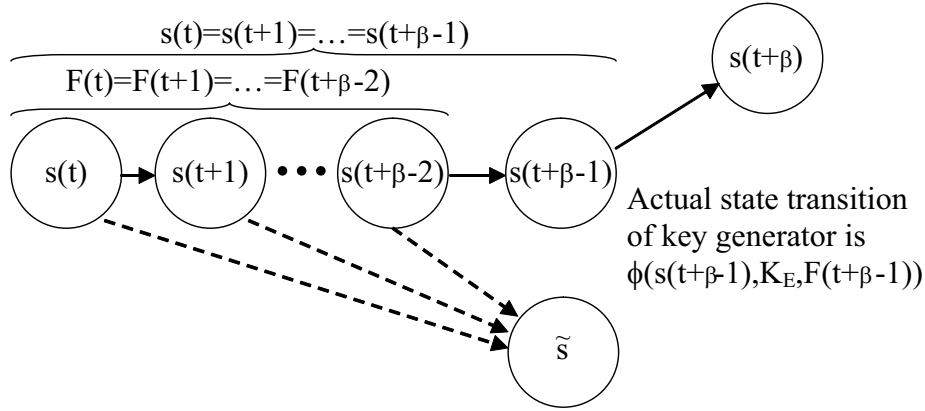 s(t)=s(t+1)=…=s(t+β-1)
F(t)=F(t+1)=…=F(t+β-2)
s(t+β)
s(t)
s(t+1)
•••
s(t+β-2)
s(t+β-1)
Actual state transition
of key generator is
ϕ(s(t+β-1),K_E,F(t+β-1))
s̃